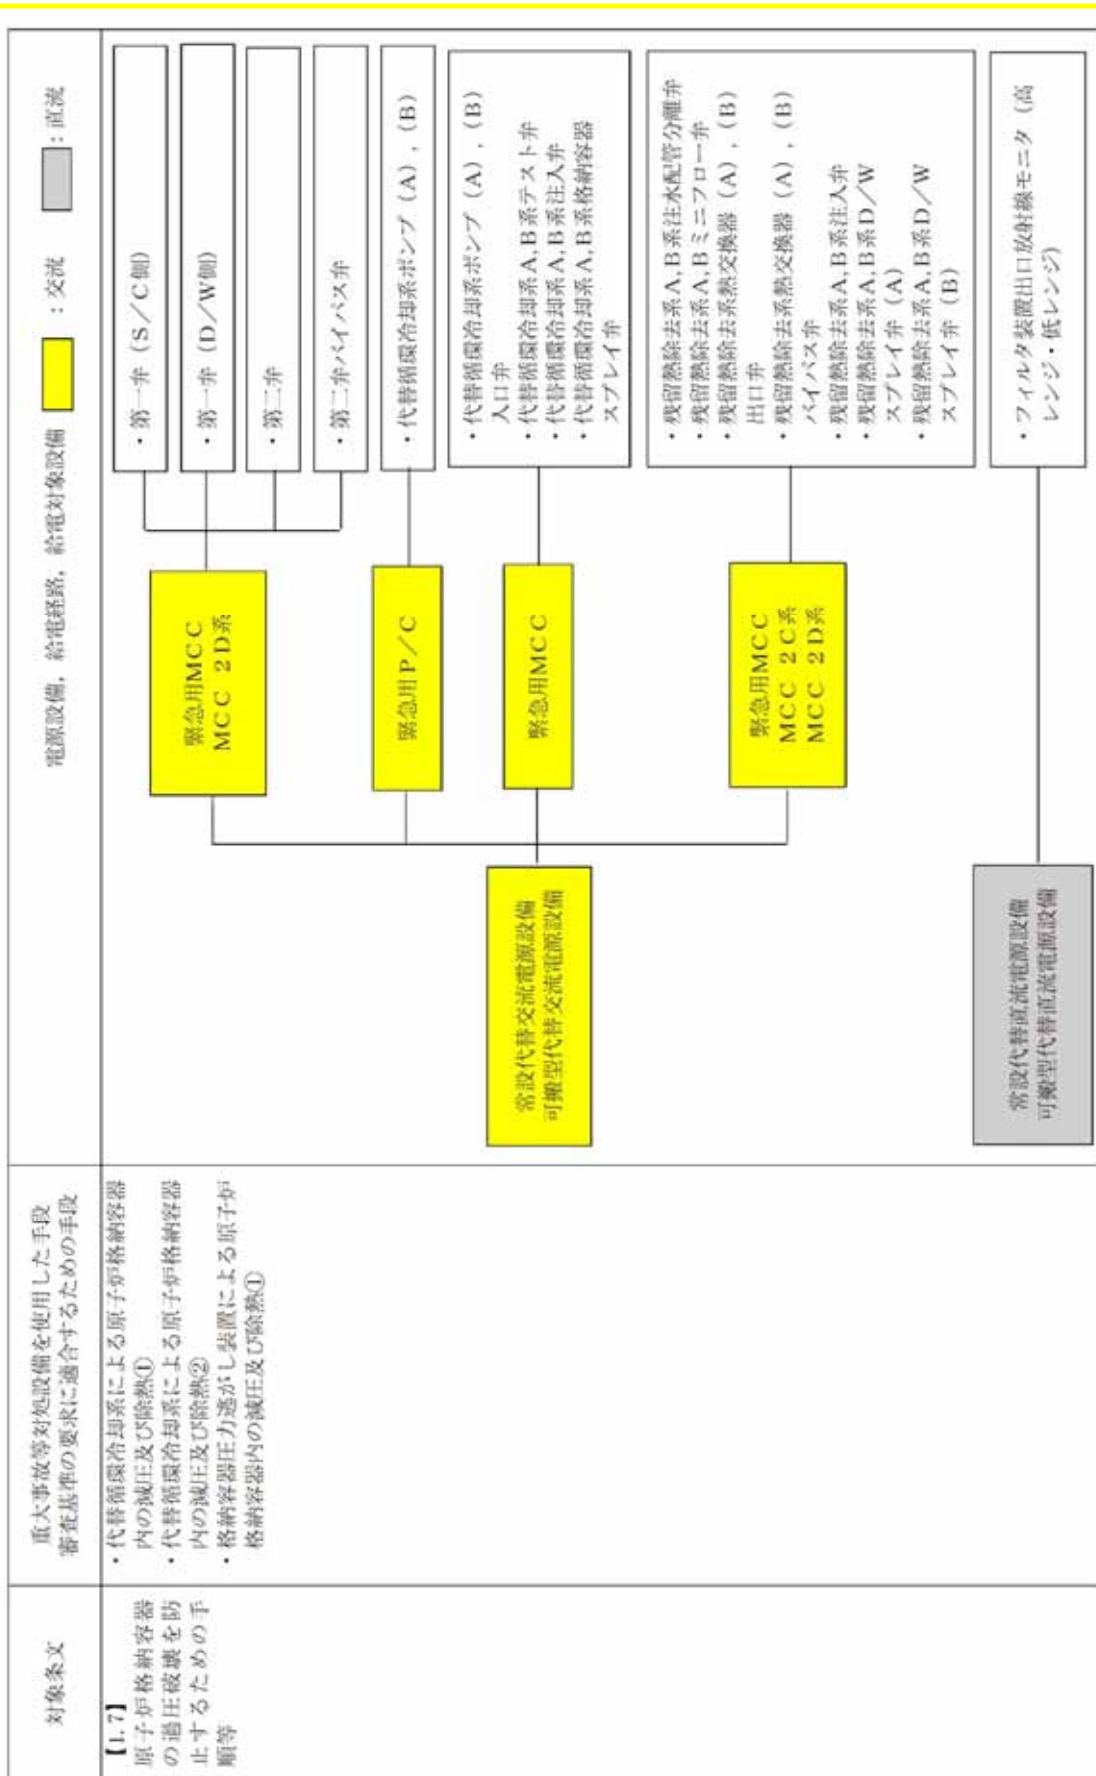 対象条文
重大事故等対処設備を使用した手段
審査基準の要求に適合するための手段
電源設備，給電経路，給電対象設備
：交流
：直流
【1.7】
原子炉格納容器
の過圧破壊を防
止するための手
順等
・代替循環冷却系による原子炉格納容器
内の減圧及び除熱①
・代替循環冷却系による原子炉格納容器
内の減圧及び除熱②
・格納容器圧力逃がし装置による原子炉
格納容器内の減圧及び除熱①
常設代替交流電源設備
可搬型代替交流電源設備
緊急用MCC
MCC 2D系
・第一弁（S／C側）
・第一弁（D／W側）
・第二弁
・第二弁バイパス弁
緊急用P／C
・代替循環冷却系ポンプ（A），（B）
緊急用MCC
・代替循環冷却系ポンプ（A），（B）
入口弁
・代替循環冷却系A,B系テスト弁
・代替循環冷却系A,B系注入弁
・代替循環冷却系A,B系格納容器
スプレイ弁
緊急用MCC
MCC 2C系
MCC 2D系
・残留熱除去系A,B系注水配管分離弁
・残留熱除去系A,Bミニフロー弁
・残留熱除去系熱交換器（A），（B）
出口弁
・残留熱除去系熱交換器（A），（B）
バイパス弁
・残留熱除去系A,B系注入弁
・残留熱除去系A,B系D／W
スプレイ弁（A）
・残留熱除去系A,B系D／W
スプレイ弁（B）
常設代替直流電源設備
可搬型代替直流電源設備
・フィルタ装置出口放射線モニタ（高
レンジ・低レンジ）